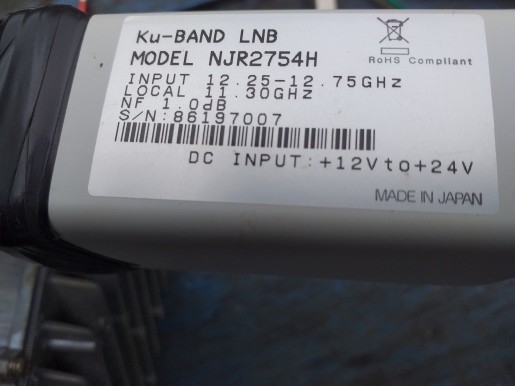 Ku-BAND LNB
MODEL NJR2754H
RoHS Compliant
INPUT 12.25-12.75GHz
LOCAL 11.30GHz
NF 1.0dB
S/N:86197007
DC INPUT:+12Vto+24V
MADE IN JAPAN